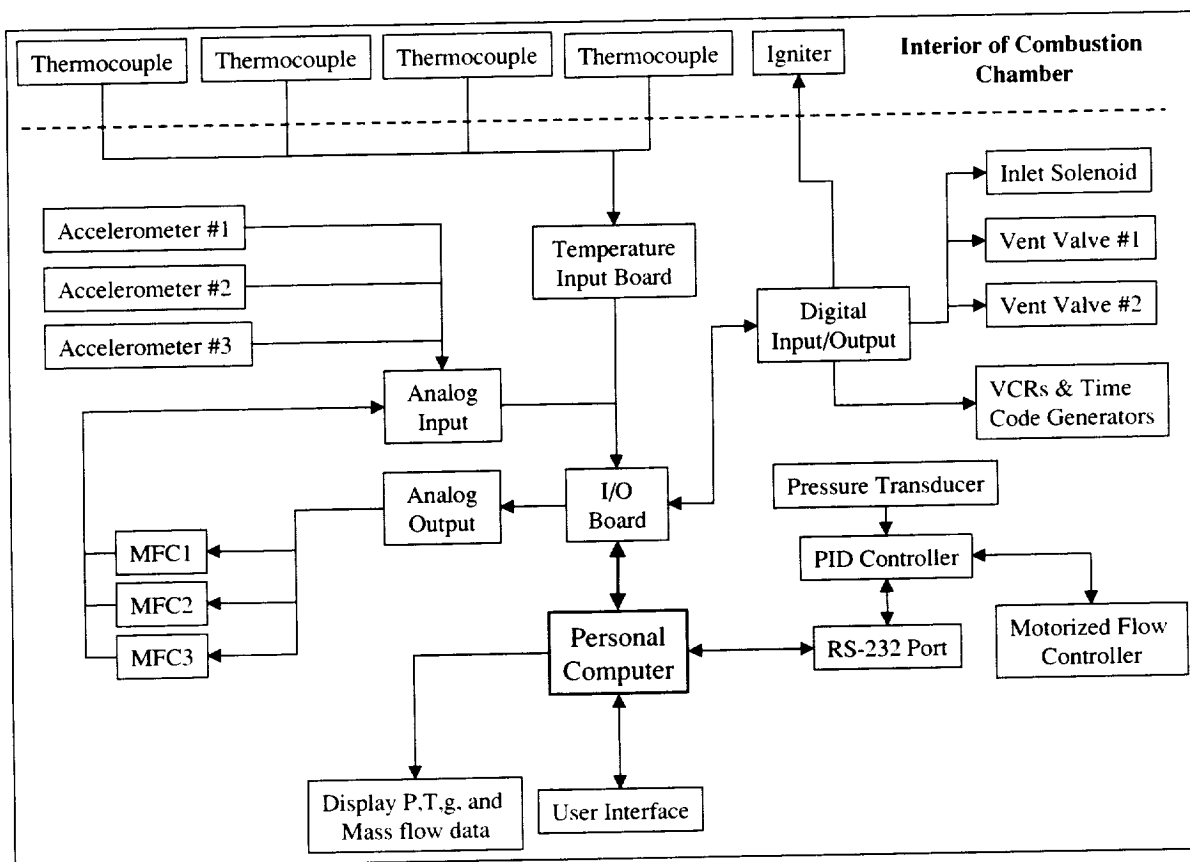 Thermocouple
Thermocouple
Thermocouple
Thermocouple
Igniter
Interior of Combustion
Chamber
Inlet Solenoid
Accelerometer #1
Temperature
Input Board
Vent Valve #1
Accelerometer #2
Digital
Input/Output
Vent Valve #2
Accelerometer #3
Analog
Input
VCRs & Time
Code Generators
Analog
Output
I/O
Board
Pressure Transducer
MFC1
PID Controller
MFC2
MFC3
Personal
Computer
RS-232 Port
Motorized Flow
Controller
Display P,T,g, and
Mass flow data
User Interface